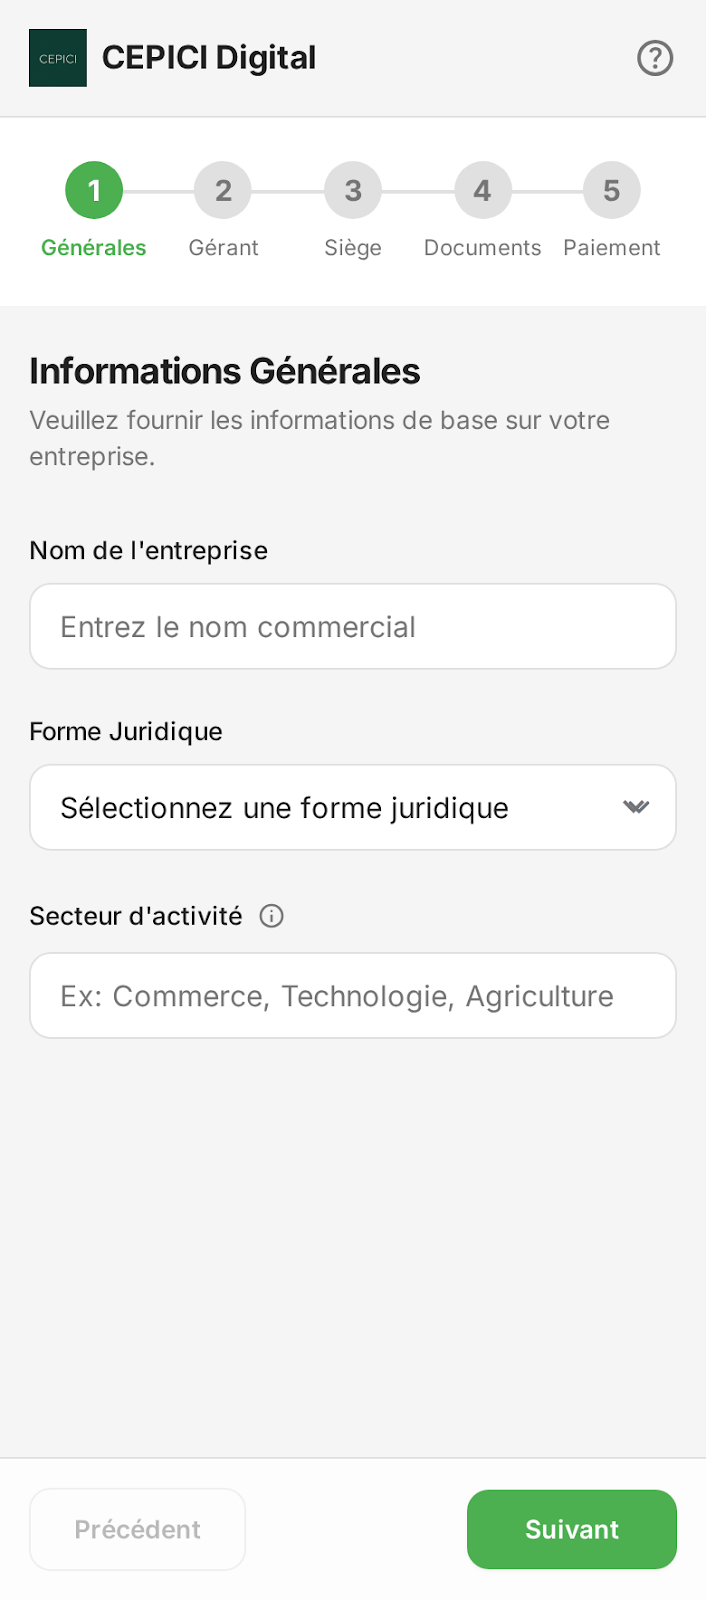 CEPICI
CEPICI Digital
1
2
3
4
5
Générales
Gérant
Siège
Documents
Paiement
Informations Générales
Veuillez fournir les informations de base sur votre
entreprise.
Nom de l'entreprise
Entrez le nom commercial
Forme Juridique
Sélectionnez une forme juridique
Secteur d'activité
Ex: Commerce, Technologie, Agriculture
Précédent
Suivant